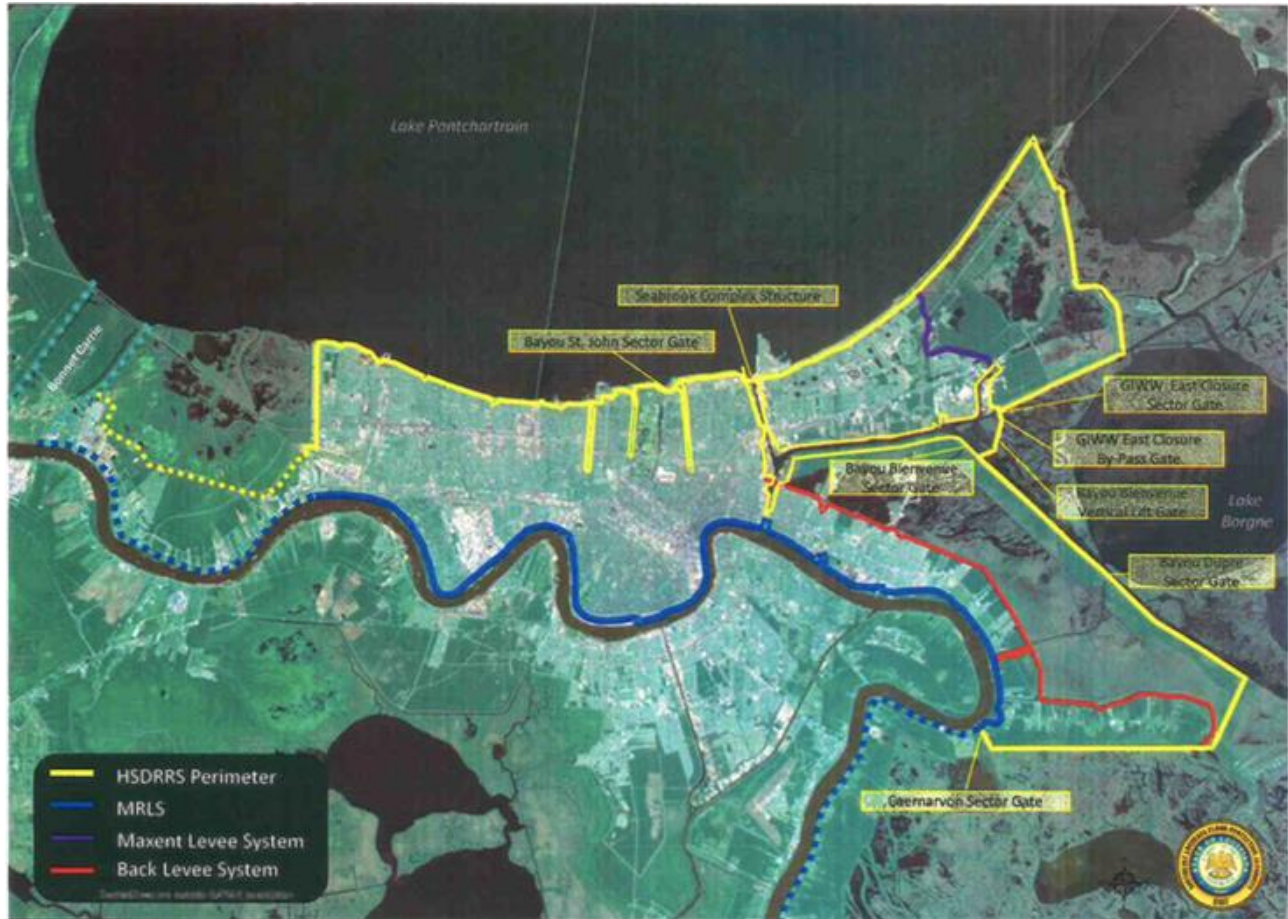 Lake Pontchartrain
Bonnet Carrie
Seabrook Complex Structure
Bayou St. John Sector Gate
GIWW East Closure
Sector Gate
GIWW East Closure
By-Pass Gate
Bayou Bienvenue
Sector Gate
Bayou Bienvenue
Vertical Lift Gate
Lake
Borgne
Bayou Dupre
Sector Gate
Caernarvon Sector Gate
HSDRRS Perimeter
MRLS
Maxent Levee System
Back Levee System